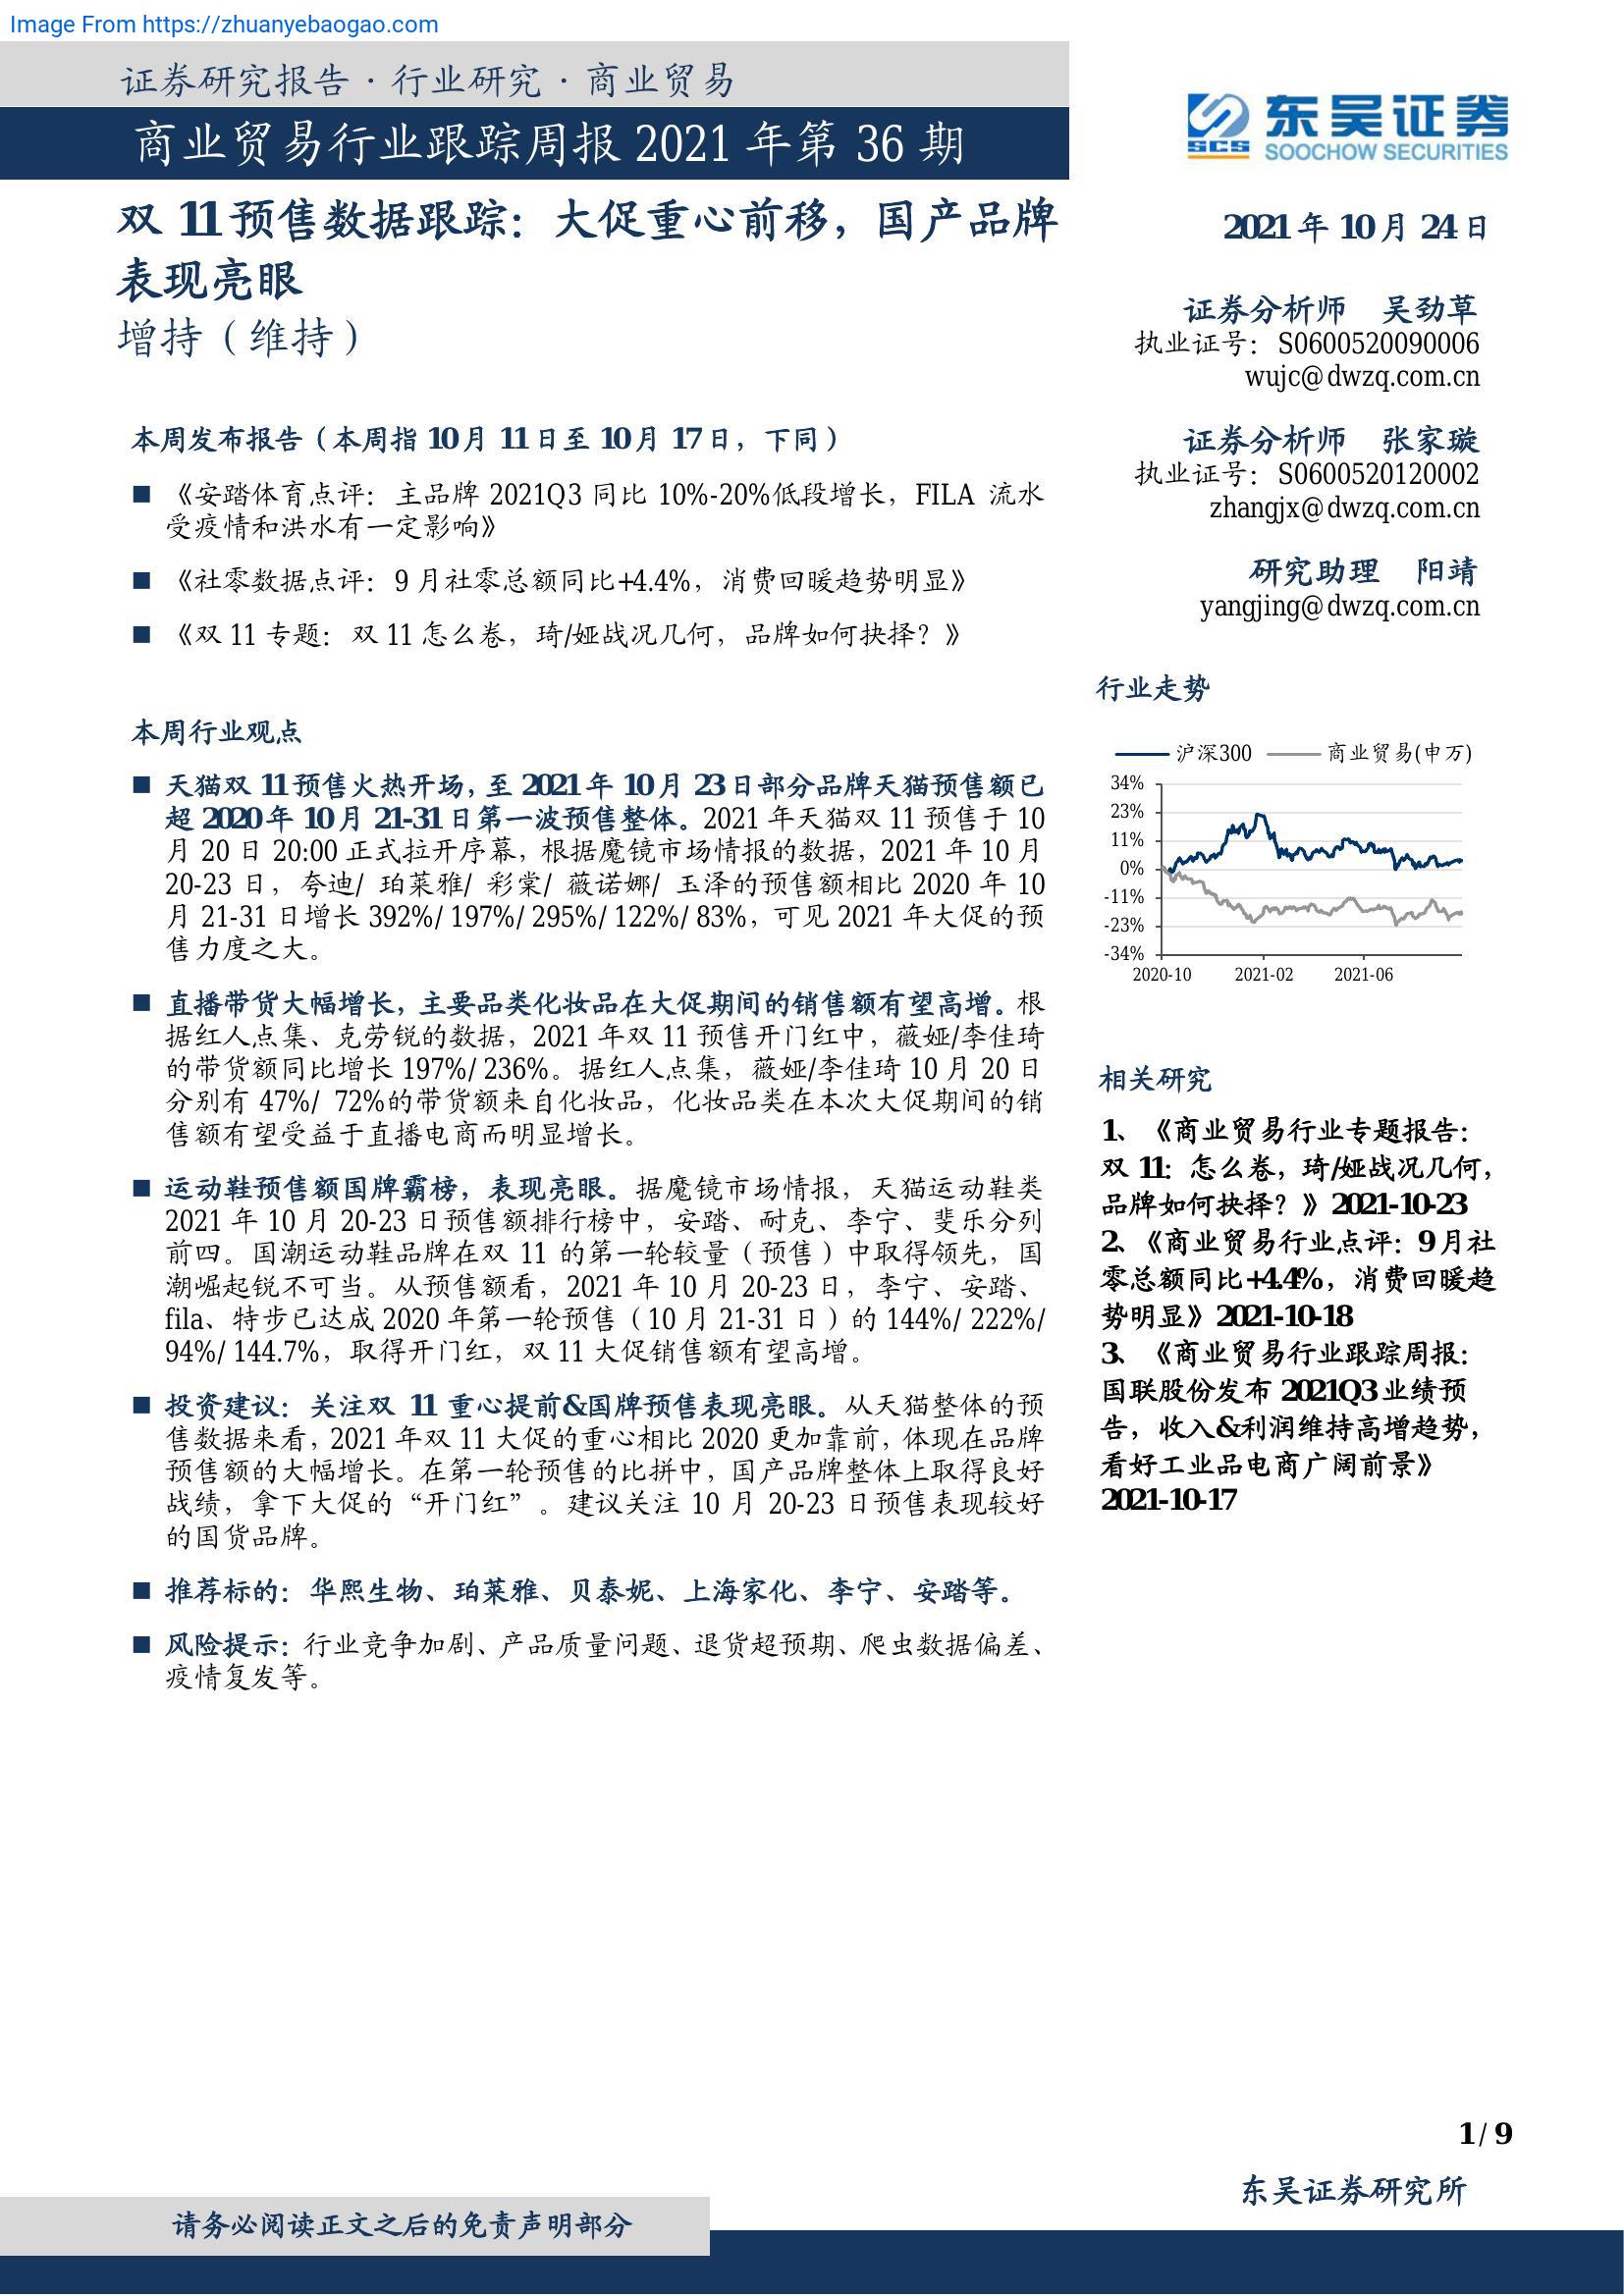 Image From https://zhuanyebaogao.com
证券研究报告·行业研究·商业贸易
商业贸易行业跟踪周报 2021 年第 36 期
东吴证券
SCS
SOOCHOW SECURITIES
双 11 预售数据跟踪：大促重心前移，国产品牌
表现亮眼
增持（维持）
本周发布报告（本周指 10 月 11 日至 10 月 17 日，下同）
■ 《安踏体育点评：主品牌 2021Q3 同比 10%-20%低段增长，FILA 流水
受疫情和洪水有一定影响》
■ 《社零数据点评：9 月社零总额同比+4.4%，消费回暖趋势明显》
■ 《双 11 专题：双 11 怎么卷，琦/娅战况几何，品牌如何抉择？》
本周行业观点
■ 天猫双 11 预售火热开场，至 2021 年 10 月 23 日部分品牌天猫预售额已
超 2020 年 10 月 21-31 日第一波预售整体。2021 年天猫双 11 预售于 10
月 20 日 20:00 正式拉开序幕，根据魔镜市场情报的数据，2021 年 10 月
20-23 日，夸迪/ 珀莱雅/ 彩棠/ 薇诺娜/ 玉泽的预售额相比 2020 年 10
月 21-31 日增长 392%/ 197%/ 295%/ 122%/ 83%，可见 2021 年大促的预
售力度之大。
■ 直播带货大幅增长，主要品类化妆品在大促期间的销售额有望高增。根
据红人点集、克劳锐的数据，2021 年双 11 预售开门红中，薇娅/李佳琦
的带货额同比增长 197%/ 236%。据红人点集，薇娅/李佳琦 10 月 20 日
分别有 47%/ 72%的带货额来自化妆品，化妆品类在本次大促期间的销
售额有望受益于直播电商而明显增长。
■ 运动鞋预售额国牌霸榜，表现亮眼。据魔镜市场情报，天猫运动鞋类
2021 年 10 月 20-23 日预售额排行榜中，安踏、耐克、李宁、斐乐分列
前四。国潮运动鞋品牌在双 11 的第一轮较量（预售）中取得领先，国
潮崛起锐不可当。从预售额看，2021 年 10 月 20-23 日，李宁、安踏、
fila、特步已达成 2020 年第一轮预售（10 月 21-31 日）的 144%/ 222%/
94%/ 144.7%，取得开门红，双 11 大促销售额有望高增。
■ 投资建议：关注双 11 重心提前&国牌预售表现亮眼。从天猫整体的预
售数据来看，2021 年双 11 大促的重心相比 2020 更加靠前，体现在品牌
预售额的大幅增长。在第一轮预售的比拼中，国产品牌整体上取得良好
战绩，拿下大促的“开门红”。建议关注 10 月 20-23 日预售表现较好
的国货品牌。
■ 推荐标的：华熙生物、珀莱雅、贝泰妮、上海家化、李宁、安踏等。
■ 风险提示：行业竞争加剧、产品质量问题、退货超预期、爬虫数据偏差、
疫情复发等。
2021 年 10 月 24 日
证券分析师 吴劲草
执业证号：S0600520090006
wujc@dwzq.com.cn
证券分析师 张家璇
执业证号：S0600520120002
zhangjx@dwzq.com.cn
研究助理 阳靖
yangjing@dwzq.com.cn
行业走势
沪深300 商业贸易(申万)
34%
23%
11%
0%
-11%
-23%
-34%
2020-10 2021-02 2021-06
相关研究
1、《商业贸易行业专题报告：
双 11：怎么卷，琦/娅战况几何，
品牌如何抉择？》2021-10-23
2、《商业贸易行业点评：9 月社
零总额同比+4.4%，消费回暖趋
势明显》2021-10-18
3、《商业贸易行业跟踪周报：
国联股份发布 2021Q3 业绩预
告，收入&利润维持高增趋势，
看好工业品电商广阔前景》
2021-10-17
1/ 9
东吴证券研究所
请务必阅读正文之后的免责声明部分